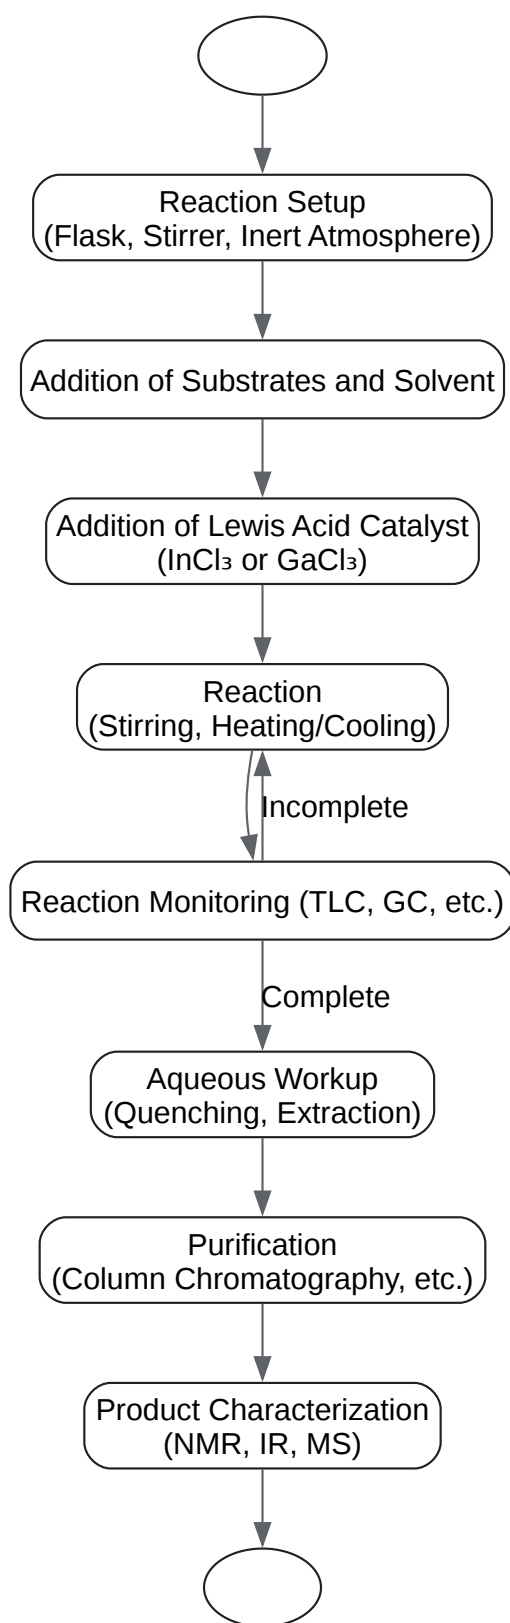 Reaction Setup
(Flask, Stirrer, Inert Atmosphere)
Addition of Substrates and Solvent
Addition of Lewis Acid Catalyst
(InCl₃ or GaCl₃)
Reaction
(Stirring, Heating/Cooling)
Incomplete
Reaction Monitoring (TLC, GC, etc.)
Complete
Aqueous Workup
(Quenching, Extraction)
Purification
(Column Chromatography, etc.)
Product Characterization
(NMR, IR, MS)